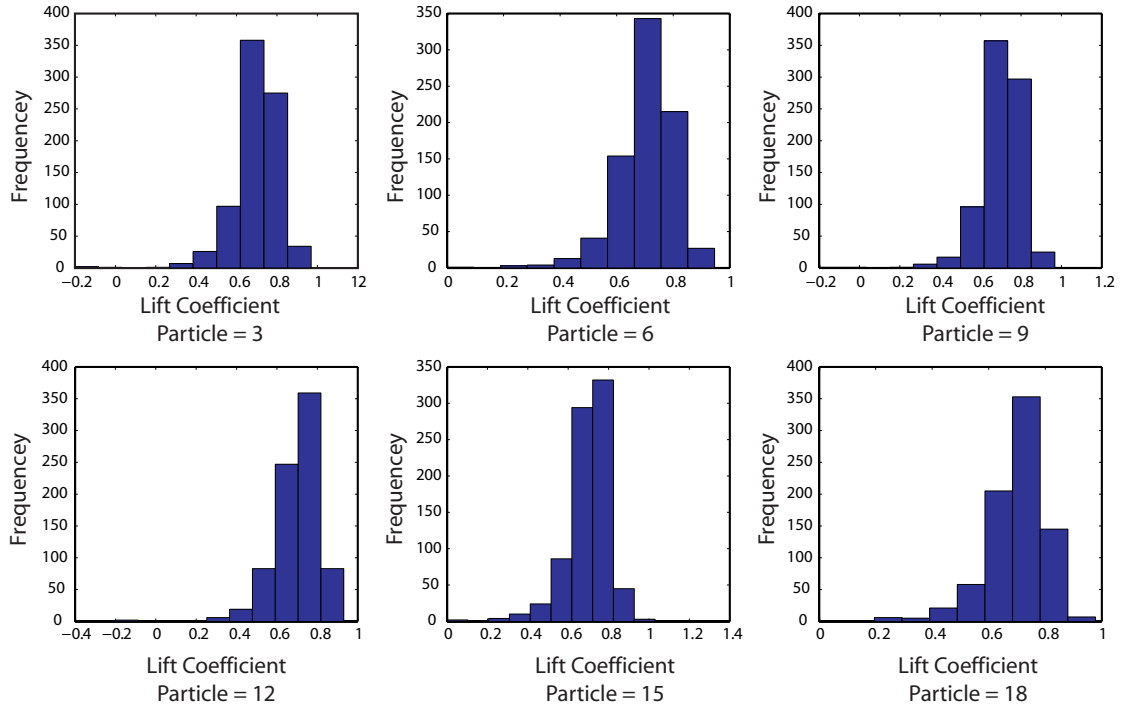 400
350
300
250
200
150
100
50
0
Frequencey
−0.2 0 0.2 0.4 0.6 0.8 1 1.2
Lift Coefficient
Particle = 3
350
300
250
200
150
100
50
0
Frequencey
0 0.2 0.4 0.6 0.8 1
Lift Coefficient
Particle = 6
400
350
300
250
200
150
100
50
0
Frequencey
−0.2 0 0.2 0.4 0.6 0.8 1 1.2
Lift Coefficient
Particle = 9
400
350
300
250
200
150
100
50
0
Frequencey
−0.4 −0.2 0 0.2 0.4 0.6 0.8 1
Lift Coefficient
Particle = 12
350
300
250
200
150
100
50
0
Frequencey
0 0.2 0.4 0.6 0.8 1 1.2 1.4
Lift Coefficient
Particle = 15
400
350
300
250
200
150
100
50
0
Frequencey
0 0.2 0.4 0.6 0.8 1
Lift Coefficient
Particle = 18